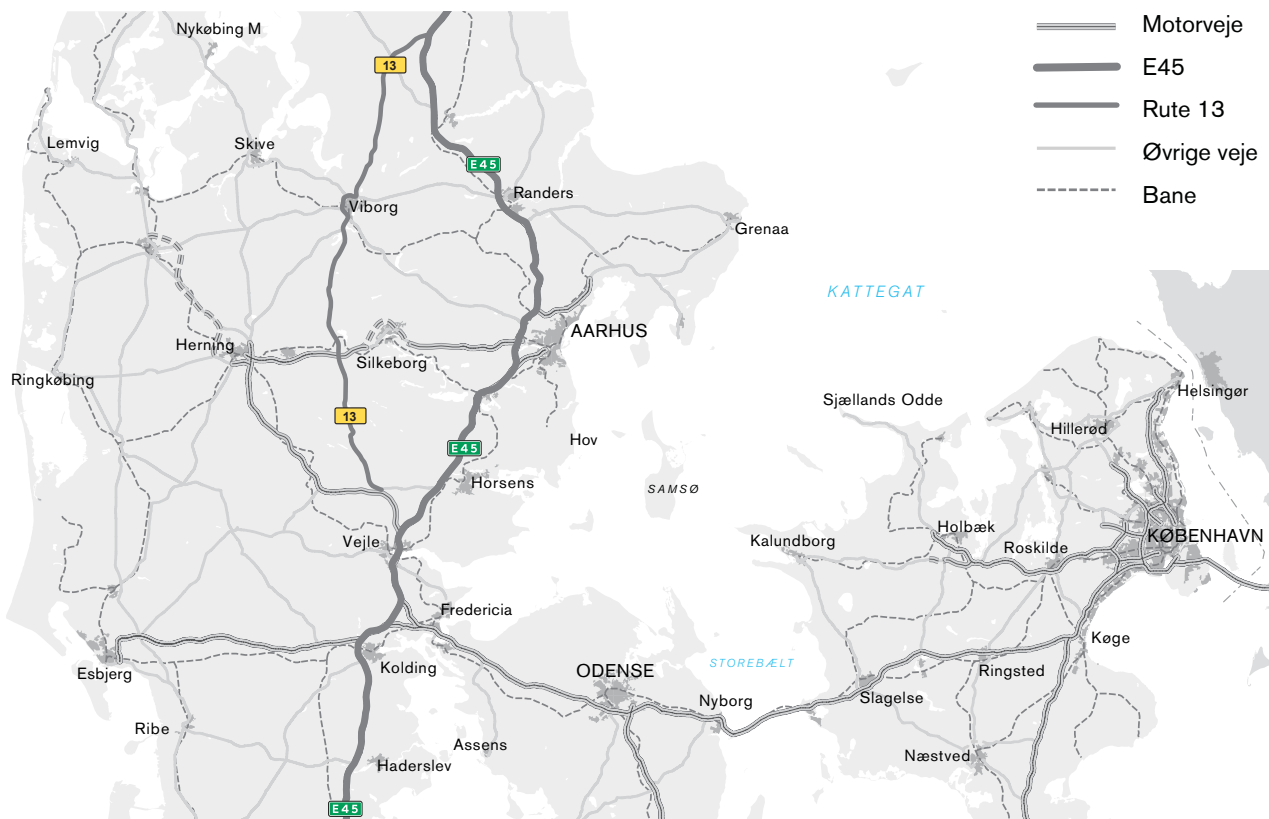 Nykøbing M
13
Motorveje
E45
Rute 13
Øvrige veje
Bane
Lemvig
Skive
E45
Randers
Viborg
Grenaa
KATTEGAT
AARHUS
Herning
Silkeborg
Ringkøbing
Helsingør
Sjællands Odde
13
Hillerød
Hov
E45
Horsens
SAMSØ
Holbæk
KØBENHAVN
Vejle
Kalundborg
Roskilde
Fredericia
Køge
Esbjerg
Kolding
ODENSE
STOREBÆLT
Ringsted
Nyborg
Slagelse
Ribe
Assens
Næstved
Haderslev
E45